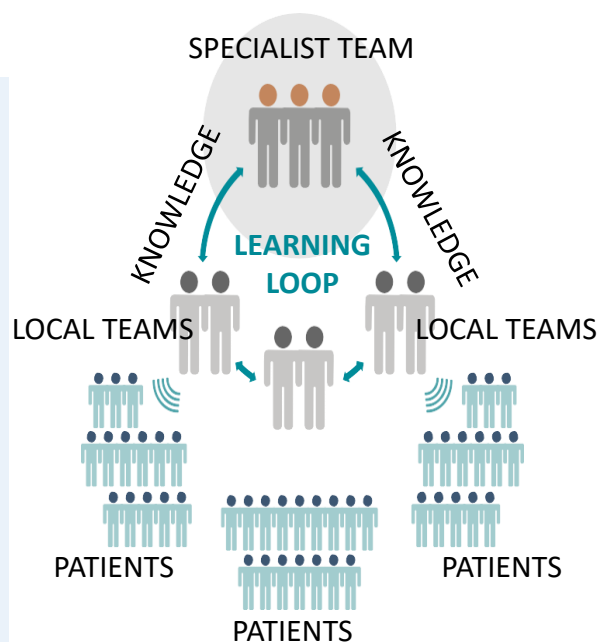 SPECIALIST TEAM
KNOWLEDGE
KNOWLEDGE
LEARNING
LOOP
LOCAL TEAMS
LOCAL TEAMS
PATIENTS
PATIENTS
PATIENTS